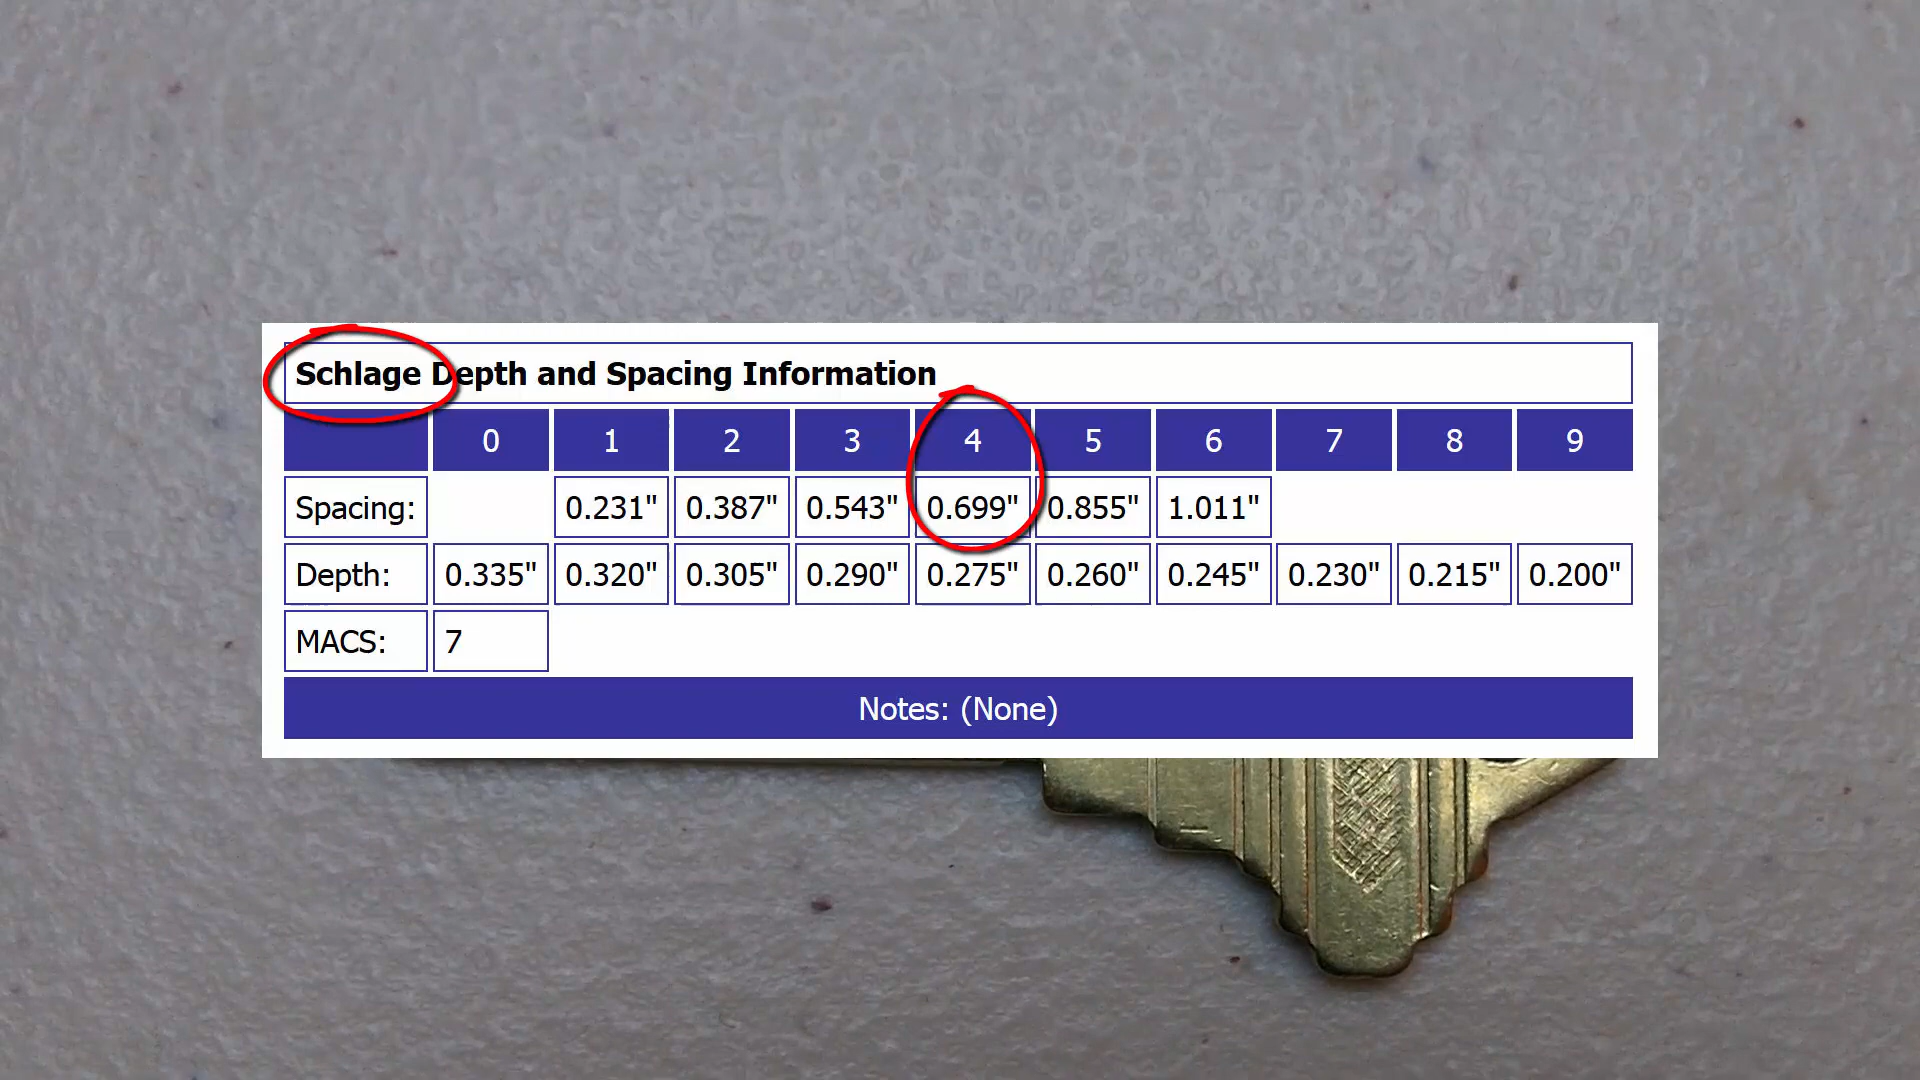 Schlage Depth and Spacing Information
0 1 2 3 4 5 6 7 8 9
Spacing: 0.231" 0.387" 0.543" 0.699" 0.855" 1.011"
Depth: 0.335" 0.320" 0.305" 0.290" 0.275" 0.260" 0.245" 0.230" 0.215" 0.200"
MACS: 7
Notes: (None)